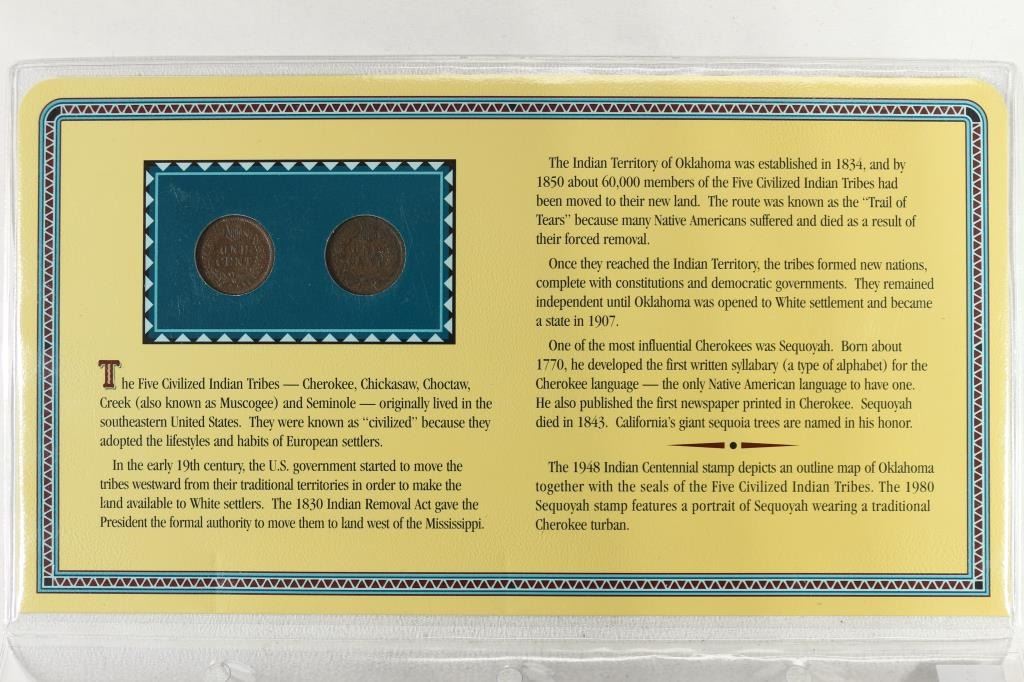 ONE
CENT
The Five Civilized Indian Tribes — Cherokee, Chickasaw, Choctaw,
Creek (also known as Muscogee) and Seminole — originally lived in the
southeastern United States. They were known as “civilized” because they
adopted the lifestyles and habits of European settlers.
In the early 19th century, the U.S. government started to move the
tribes westward from their traditional territories in order to make the
land available to White settlers. The 1830 Indian Removal Act gave the
President the formal authority to move them to land west of the Mississippi.
The Indian Territory of Oklahoma was established in 1834, and by
1850 about 60,000 members of the Five Civilized Indian Tribes had
been moved to their new land. The route was known as the “Trail of
Tears” because many Native Americans suffered and died as a result of
their forced removal.
Once they reached the Indian Territory, the tribes formed new nations,
complete with constitutions and democratic governments. They remained
independent until Oklahoma was opened to White settlement and became
a state in 1907.
One of the most influential Cherokees was Sequoyah. Born about
1770, he developed the first written syllabary (a type of alphabet) for the
Cherokee language — the only Native American language to have one.
He also published the first newspaper printed in Cherokee. Sequoyah
died in 1843. California's giant sequoia trees are named in his honor.
The 1948 Indian Centennial stamp depicts an outline map of Oklahoma
together with the seals of the Five Civilized Indian Tribes. The 1980
Sequoyah stamp features a portrait of Sequoyah wearing a traditional
Cherokee turban.